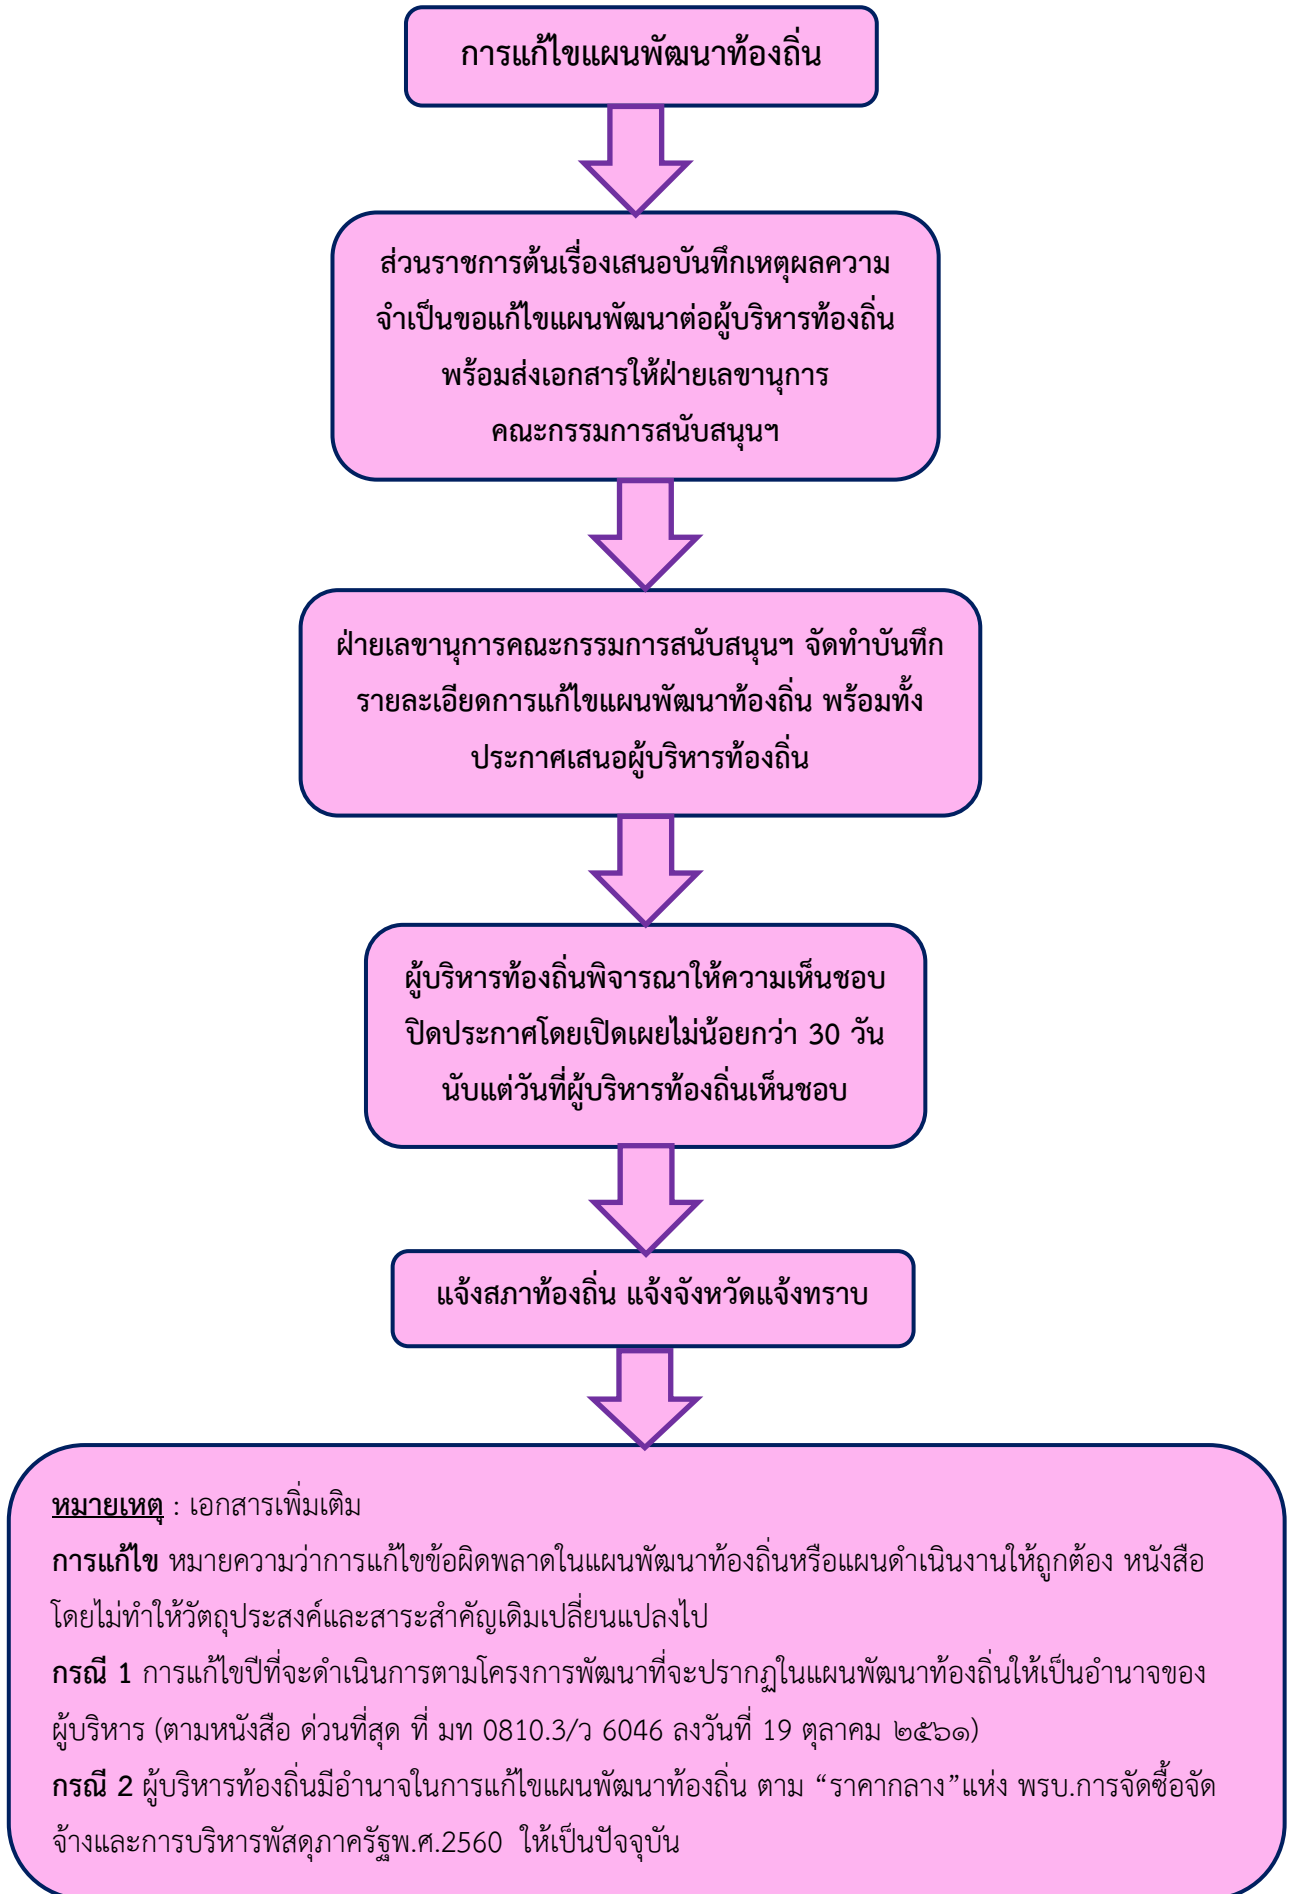 การแก้ไขแผนพัฒนาท้องถิ่น
ส่วนราชการต้นเรื่องเสนอบันทึกเหตุผลความ
จำเป็นขอแก้ไขแผนพัฒนาต่อผู้บริหารท้องถิ่น
พร้อมส่งเอกสารให้ฝ่ายเลขานุการ
คณะกรรมการสนับสนุนฯ
ฝ่ายเลขานุการคณะกรรมการสนับสนุนฯ จัดทำบันทึก
รายละเอียดการแก้ไขแผนพัฒนาท้องถิ่น พร้อมทั้ง
ประกาศเสนอผู้บริหารท้องถิ่น
ผู้บริหารท้องถิ่นพิจารณาให้ความเห็นชอบ
ปิดประกาศโดยเปิดเผยไม่น้อยกว่า 30 วัน
นับแต่วันที่ผู้บริหารท้องถิ่นเห็นชอบ
แจ้งสภาท้องถิ่น แจ้งจังหวัดแจ้งทราบ
หมายเหตุ : เอกสารเพิ่มเติม
การแก้ไข หมายความว่าการแก้ไขข้อผิดพลาดในแผนพัฒนาท้องถิ่นหรือแผนดำเนินงานให้ถูกต้อง หนังสือ
โดยไม่ทำให้วัตถุประสงค์และสาระสำคัญเดิมเปลี่ยนแปลงไป
กรณี 1 การแก้ไขปีที่จะดำเนินการตามโครงการพัฒนาที่จะปรากฏในแผนพัฒนาท้องถิ่นให้เป็นอำนาจของ
ผู้บริหาร (ตามหนังสือ ด่วนที่สุด ที่ มท 0810.3/ว 6046 ลงวันที่ 19 ตุลาคม ๒๕๖๑)
กรณี 2 ผู้บริหารท้องถิ่นมีอำนาจในการแก้ไขแผนพัฒนาท้องถิ่น ตาม “ราคากลาง”แห่ง พรบ.การจัดซื้อจัด
จ้างและการบริหารพัสดุภาครัฐพ.ศ.2560 ให้เป็นปัจจุบัน